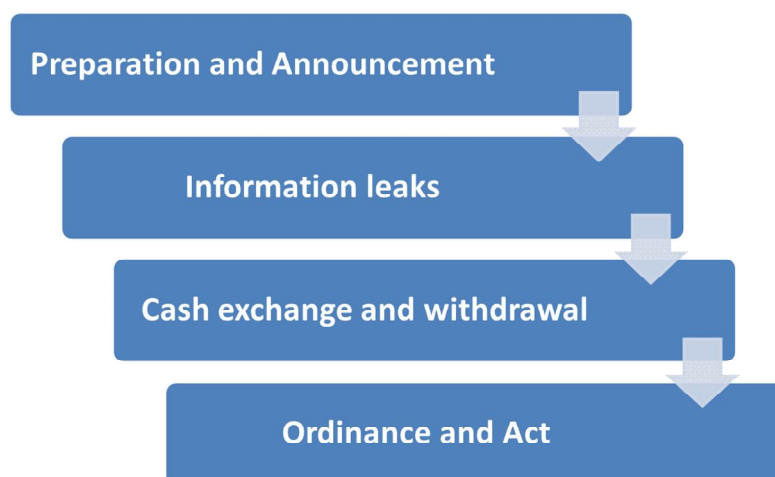 Preparation and Announcement
Information leaks
Cash exchange and withdrawal
Ordinance and Act